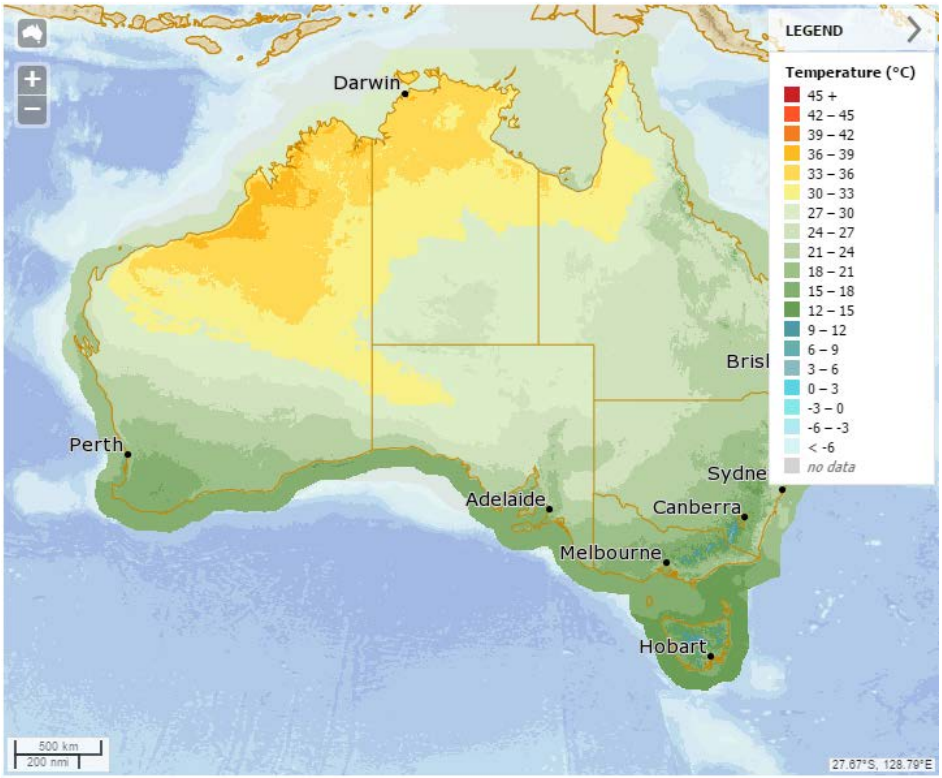 LEGEND
Temperature (°C)
45 +
42 – 45
39 – 42
36 – 39
33 – 36
30 – 33
27 – 30
24 – 27
21 – 24
18 – 21
15 – 18
12 – 15
9 – 12
6 – 9
3 – 6
0 – 3
-3 – 0
-6 – -3
< -6
no data
+
−
Darwin
Brisl
Perth
Sydne
Adelaide
Canberra
Melbourne
Hobart
500 km
200 nmi
27.67°S, 128.79°E